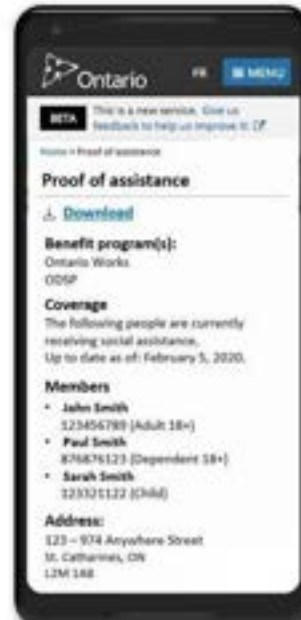 Ontario
FR
MENU
BETA This is a new service. Give us
feedback to help us improve it.
Home > Proof of assistance
Proof of assistance
Download
Benefit program(s):
Ontario Works
ODSP
Coverage
The following people are currently
receiving social assistance.
Up to date as of: February 5, 2020.
Members
• John Smith
123456789 (Adult 18+)
• Paul Smith
876876123 (Dependent 18+)
• Sarah Smith
123321122 (Child)
Address:
123 – 974 Anywhere Street
St. Catharines, ON
L2M 1A8